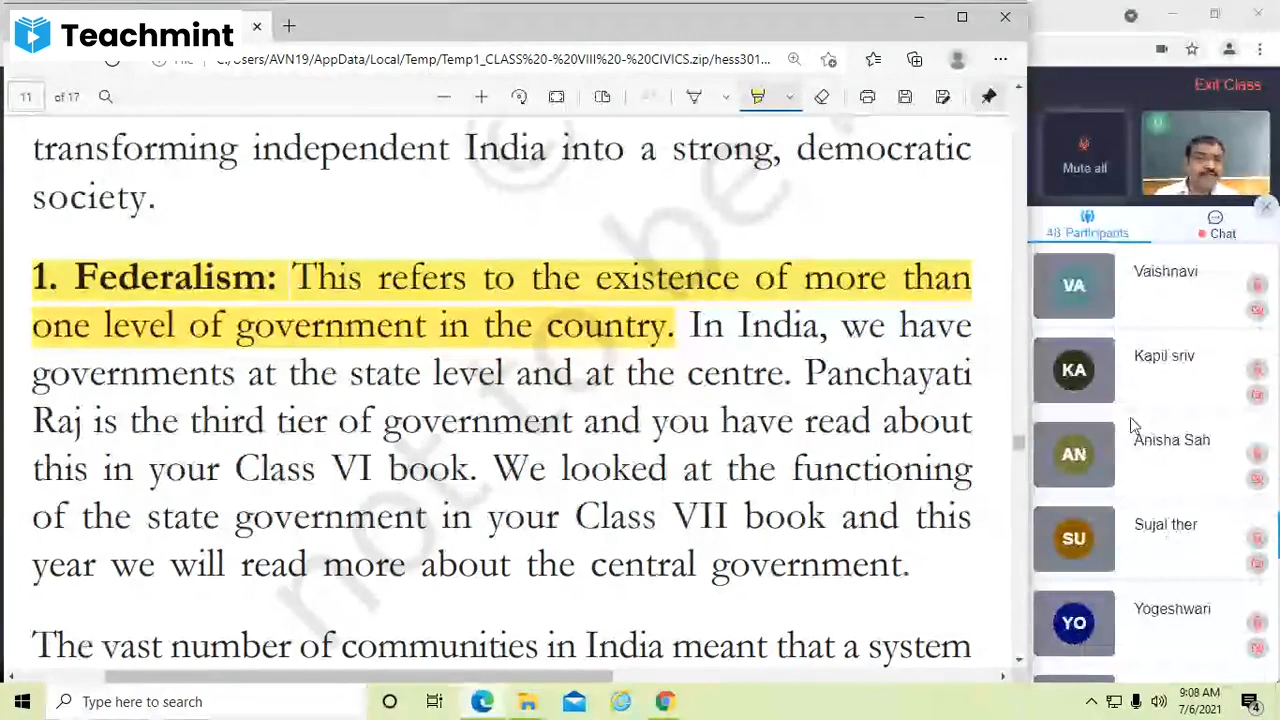 Teachmint
C:/Users/AVN19/AppData/Local/Temp/Temp1_CLASS%20-%20VIII%20-%20CIVICS.zip/hess301...
11 of 17
transforming independent India into a strong, democratic
society.
1. Federalism: This refers to the existence of more than
one level of government in the country. In India, we have
governments at the state level and at the centre. Panchayati
Raj is the third tier of government and you have read about
this in your Class VI book. We looked at the functioning
of the state government in your Class VII book and this
year we will read more about the central government.
The vast number of communities in India meant that a system
not to be
©
Exit Class
Mute all
48 Participants
Chat
VA Vaishnavi
KA Kapil sriv
AN Anisha Sah
SU Sujal ther
YO Yogeshwari
Type here to search
9:08 AM
7/6/2021
4